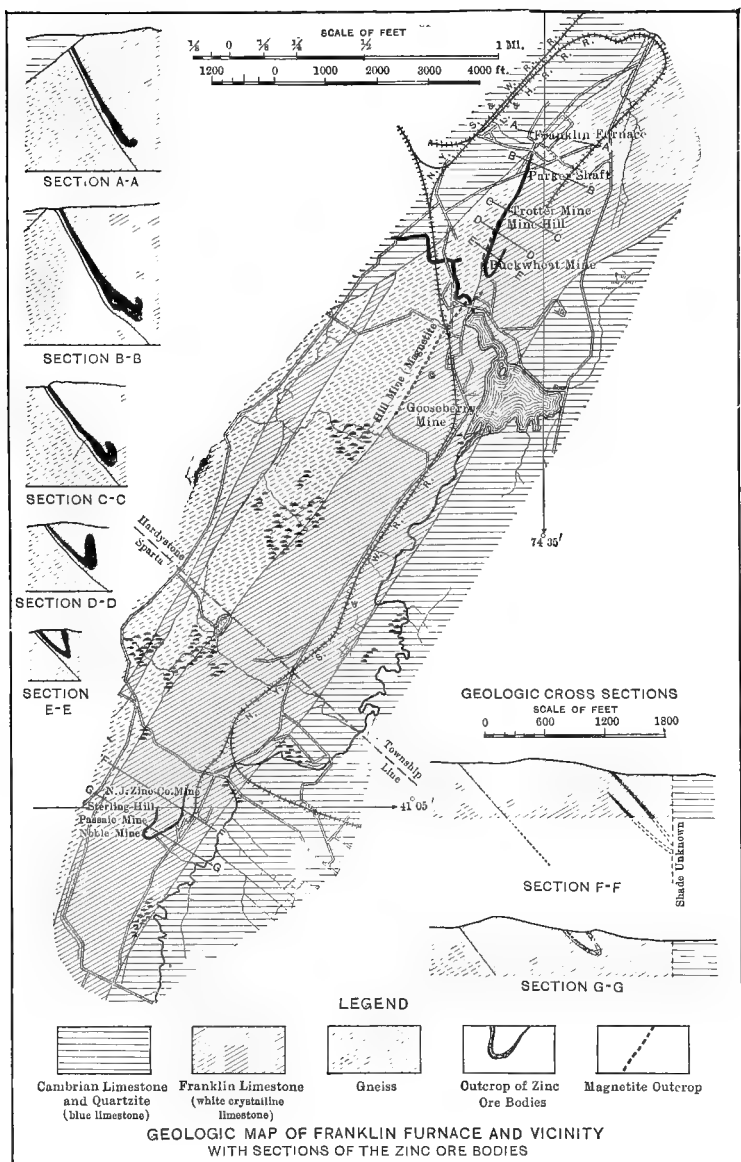 SCALE OF FEET
⅛ 0 ⅛ ¼ ½ 1 Ml.
1200 0 1000 2000 3000 4000 ft.
N. Y. S. & W. R. R.
& H. R. R. R.
A
Franklin Furnace
A
B
Parker Shaft
B
C
Trotter Mine
Mine Hill
C
D
D
E
Buckwheat Mine
E
SECTION A-A
SECTION B-B
SECTION C-C
SECTION D-D
SECTION
E-E
Hill Mine (Magnetite)
Gooseberry
Mine
74° 35′
Hardystone
Sparta
N. Y. S. W. R. R.
Township
Line
F
G
N.J. Zinc Co. Mine
Sterling Hill
Passaic Mine
Noble Mine
G
41° 05′
GEOLOGIC CROSS SECTIONS
SCALE OF FEET
0 600 1200 1800
Shade Unknown
SECTION F-F
SECTION G-G
LEGEND
Cambrian Limestone
and Quartzite
(blue limestone)
Franklin Limestone
(white crystalline
limestone)
Gneiss
Outcrop of Zinc
Ore Bodies
Magnetite Outcrop
GEOLOGIC MAP OF FRANKLIN FURNACE AND VICINITY
WITH SECTIONS OF THE ZINC ORE BODIES